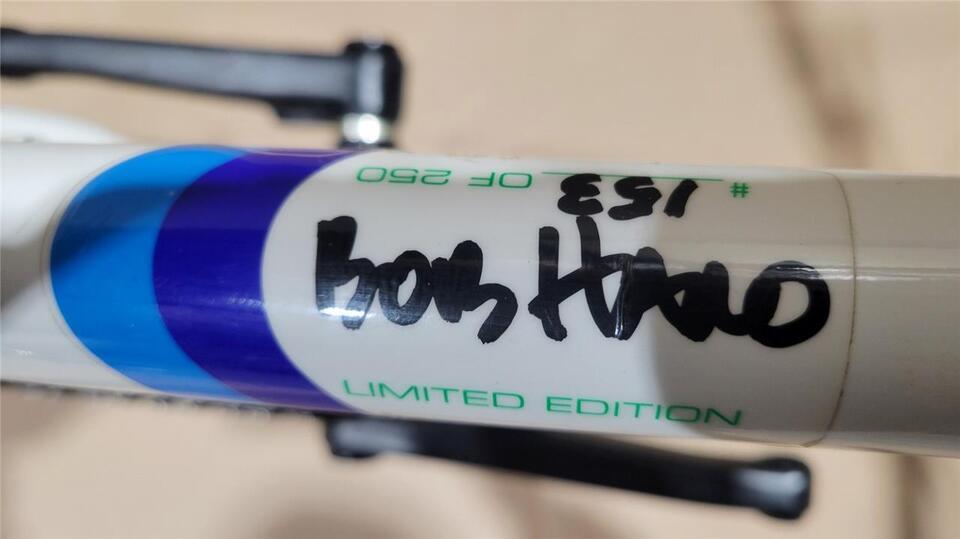 # 153 OF 250
BOB HARO
LIMITED EDITION